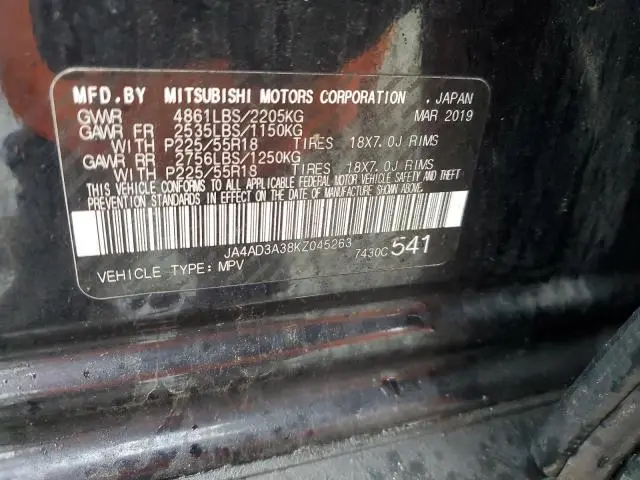 MFD.BY MITSUBISHI MOTORS CORPORATION , JAPAN
GVWR 4861LBS/2205KG MAR 2019
GAWR FR 2535LBS/1150KG
WITH P225/55R18 TIRES 18X7.0J RIMS
GAWR RR 2756LBS/1250KG
WITH P225/55R18 TIRES 18X7.0J RIMS
THIS VEHICLE CONFORMS TO ALL APPLICABLE FEDERAL MOTOR VEHICLE SAFETY AND THEFT
PREVENTION STANDARDS IN EFFECT ON THE DATE OF MANUFACTURE SHOWN ABOVE.
JA4AD3A38KZ045263 7430C 541
VEHICLE TYPE: MPV